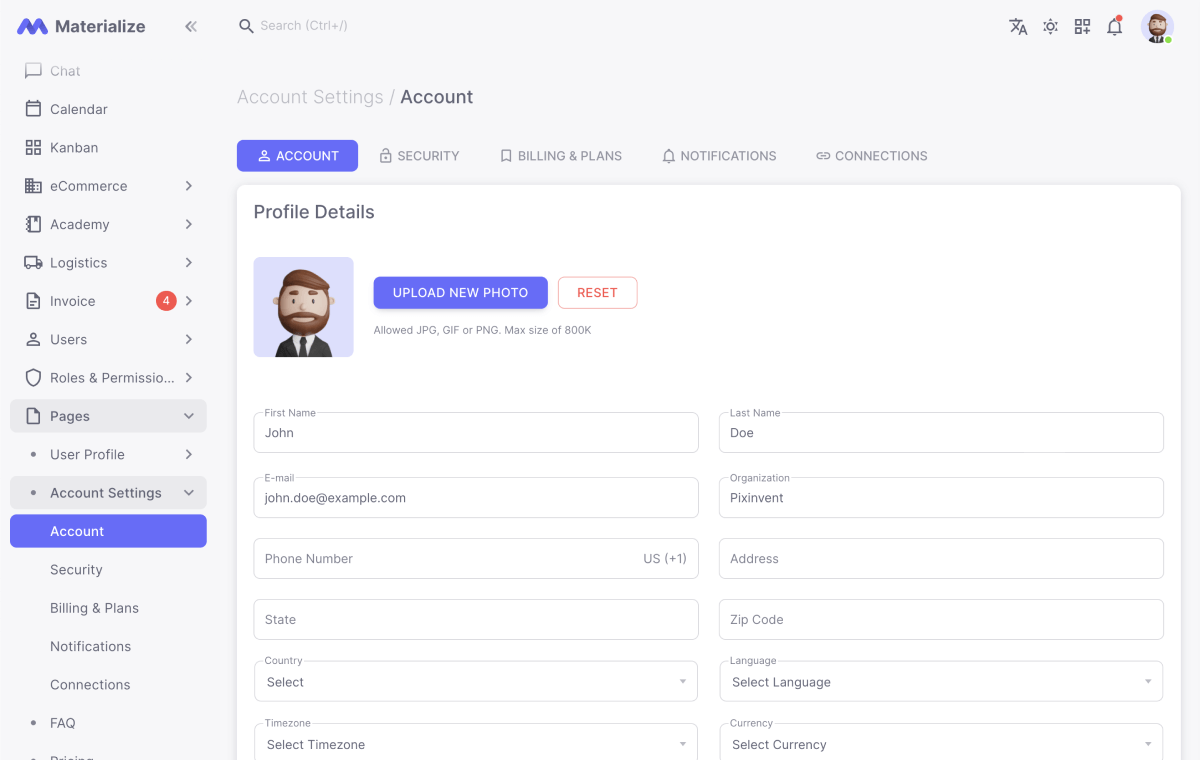 Materialize
Search (Ctrl+/)
Chat
Calendar
Kanban
eCommerce
Academy
Logistics
Invoice 4
Users
Roles & Permissio...
Pages
User Profile
Account Settings
Account
Security
Billing & Plans
Notifications
Connections
FAQ
Pricing
Account Settings / Account
ACCOUNT SECURITY BILLING & PLANS NOTIFICATIONS CONNECTIONS
Profile Details
UPLOAD NEW PHOTO RESET
Allowed JPG, GIF or PNG. Max size of 800K
First Name Last Name
John Doe
E-mail Organization
john.doe@example.com Pixinvent
Phone Number US (+1) Address
State Zip Code
Country Language
Select Select Language
Timezone Currency
Select Timezone Select Currency